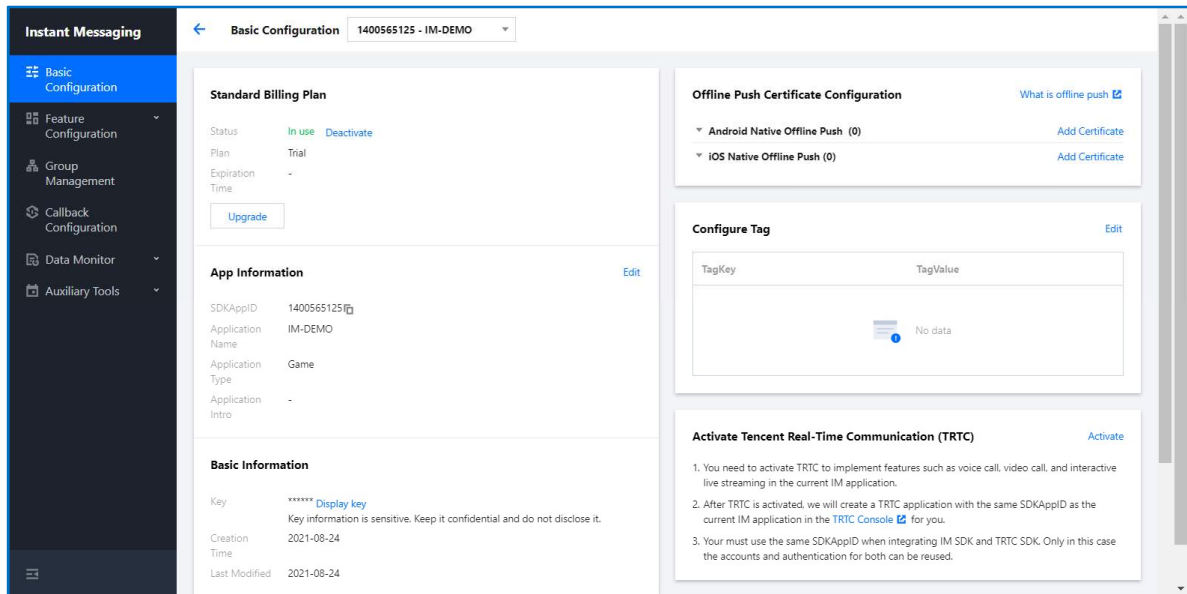 Instant Messaging
Basic
Configuration
Feature
Configuration
Group
Management
Callback
Configuration
Data Monitor
Auxiliary Tools
Basic Configuration
1400565125 - IM-DEMO
Standard Billing Plan
Status In use Deactivate
Plan Trial
Expiration -
Time
Upgrade
App Information Edit
SDKAppID 1400565125
Application IM-DEMO
Name
Application Game
Type
Application -
Intro
Basic Information
Key ****** Display key
Key information is sensitive. Keep it confidential and do not disclose it.
Creation 2021-08-24
Time
Last Modified 2021-08-24
Offline Push Certificate Configuration What is offline push
Android Native Offline Push (0) Add Certificate
iOS Native Offline Push (0) Add Certificate
Configure Tag Edit
TagKey TagValue
No data
Activate Tencent Real-Time Communication (TRTC) Activate
1. You need to activate TRTC to implement features such as voice call, video call, and interactive
live streaming in the current IM application.
2. After TRTC is activated, we will create a TRTC application with the same SDKAppID as the
current IM application in the TRTC Console for you.
3. Your must use the same SDKAppID when integrating IM SDK and TRTC SDK. Only in this case
the accounts and authentication for both can be reused.